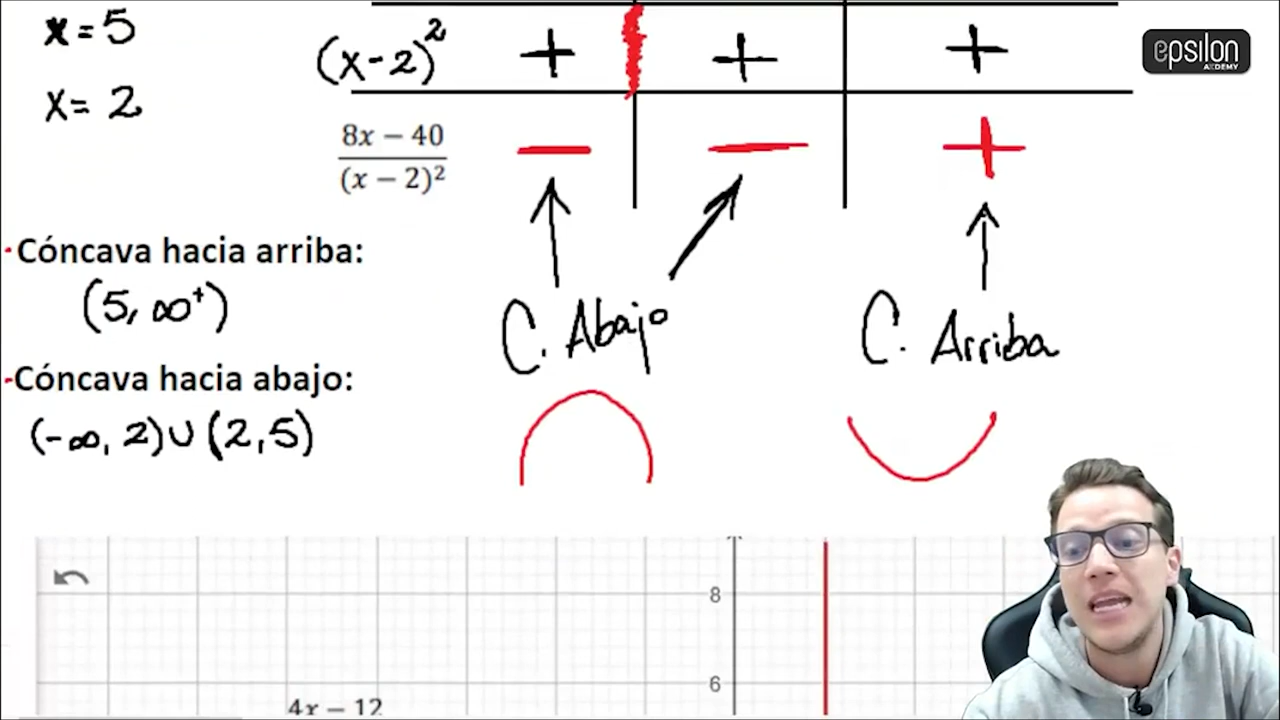 x = 5
x = 2
(x-2)² + + +
epsilon
AKDEMY
8x − 40
(x − 2)² − − +
Cóncava hacia arriba:
(5, ∞⁺)
Cóncava hacia abajo:
(-∞, 2)∪(2,5)
C. Abajo
C. Arriba
8
6
4x − 12